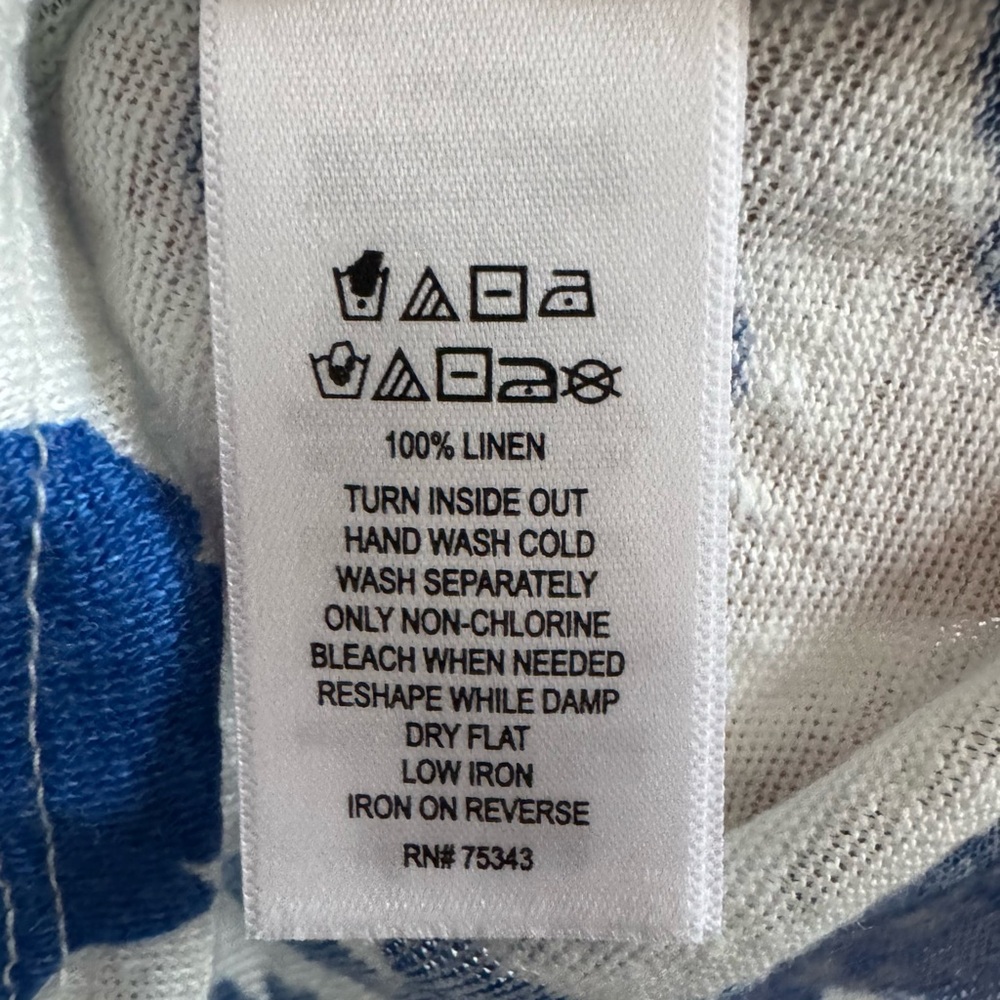 100% LINEN
TURN INSIDE OUT
HAND WASH COLD
WASH SEPARATELY
ONLY NON-CHLORINE
BLEACH WHEN NEEDED
RESHAPE WHILE DAMP
DRY FLAT
LOW IRON
IRON ON REVERSE
RN# 75343